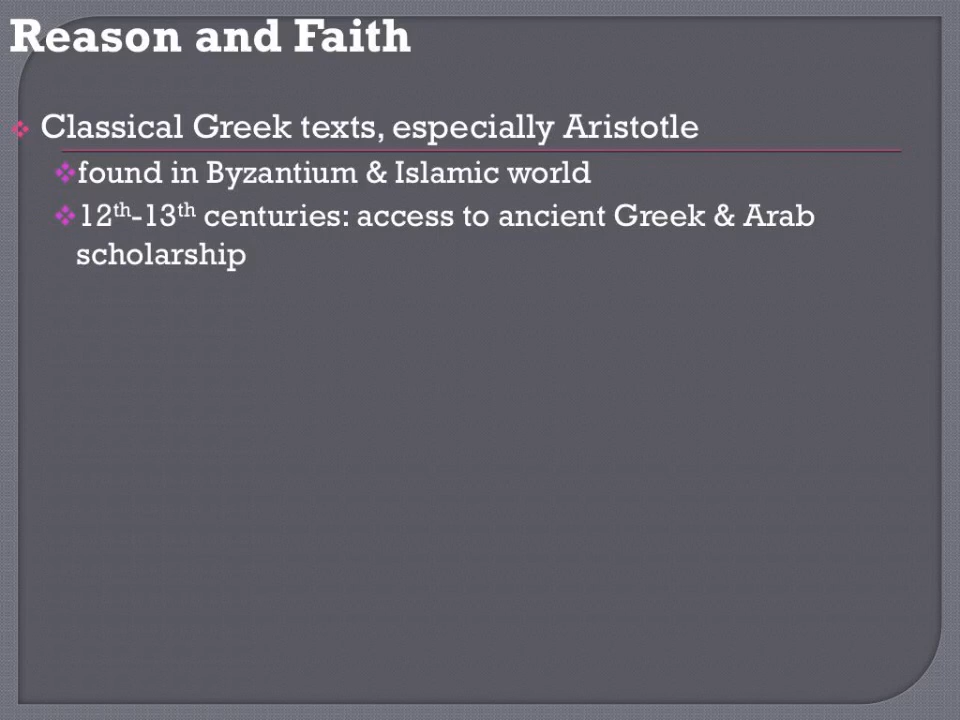 Reason and Faith
Classical Greek texts, especially Aristotle
found in Byzantium & Islamic world
12th-13th centuries: access to ancient Greek & Arab
scholarship